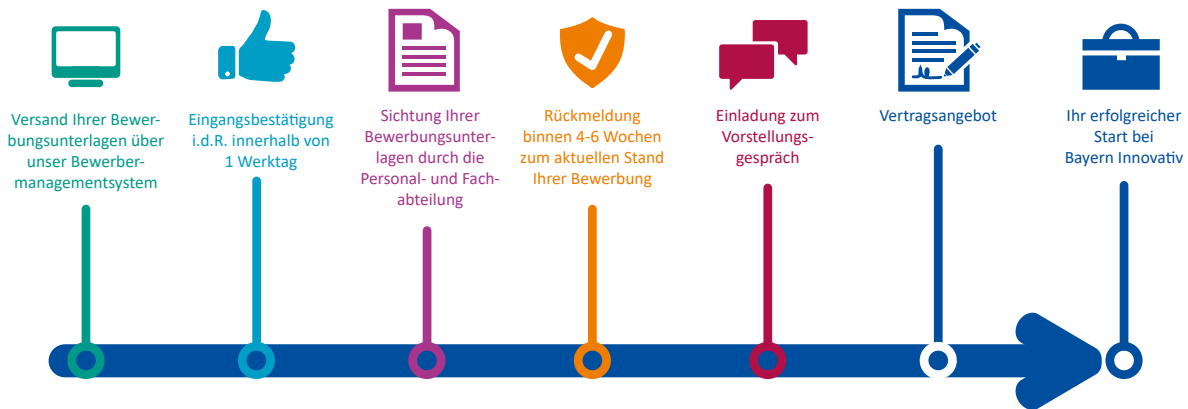 Versand Ihrer Bewer-
bungsunterlagen über
unser Bewerber-
managementsystem
Eingangsbestätigung
i.d.R. innerhalb von
1 Werktag
Sichtung Ihrer
Bewerbungsunter-
lagen durch die
Personal- und Fach-
abteilung
Rückmeldung
binnen 4-6 Wochen
zum aktuellen Stand
Ihrer Bewerbung
Einladung zum
Vorstellungs-
gespräch
Vertragsangebot
Ihr erfolgreicher
Start bei
Bayern Innovativ